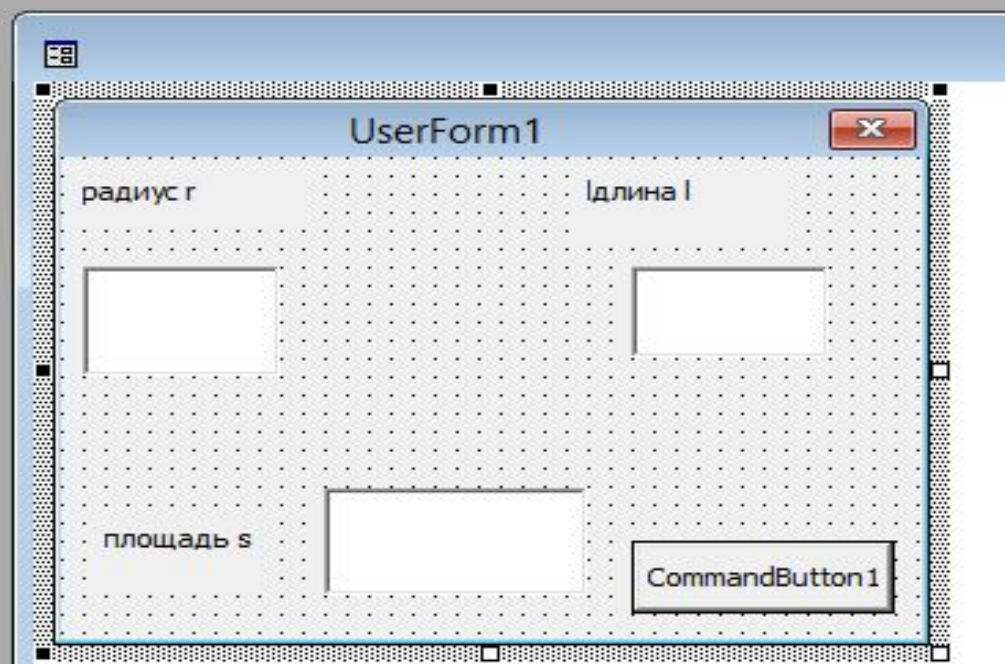 UserForm1
радиус r
lдлина l
площадь s
CommandButton1